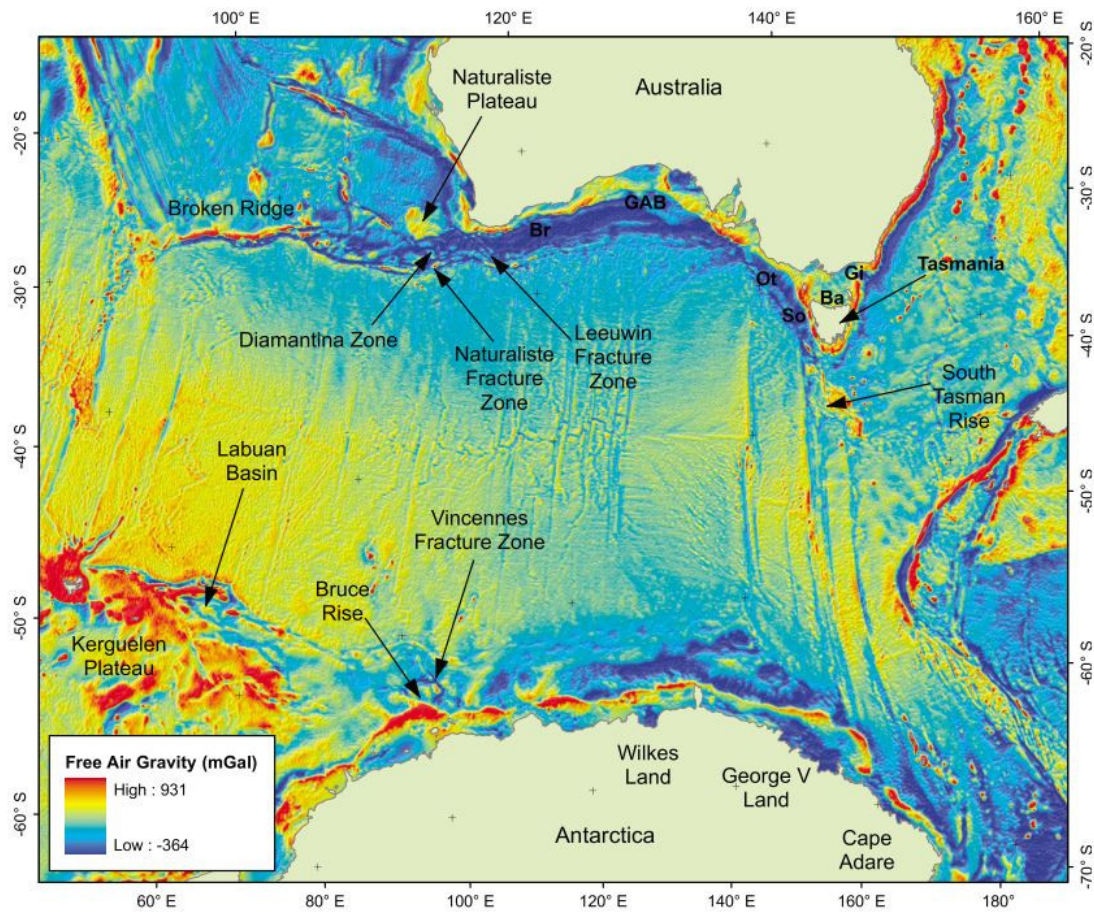 100° E
120° E
140° E
160° E
-20° S
-20° S
Naturaliste
Plateau
Australia
-30° S
Broken Ridge
GAB
Br
-30° S
Ot
Gi
Tasmania
Ba
So
Diamantina Zone
Naturaliste
Fracture
Zone
Leeuwin
Fracture
Zone
-40° S
South
Tasman
Rise
-40° S
Labuan
Basin
Vincennes
Fracture Zone
-50° S
Bruce
Rise
-50° S
Kerguelen
Plateau
-60° S
Free Air Gravity (mGal)
High : 931
Low : -364
Wilkes
Land
George V
Land
-60° S
Antarctica
Cape
Adare
-70° S
60° E
80° E
100° E
120° E
140° E
160° E
180° E